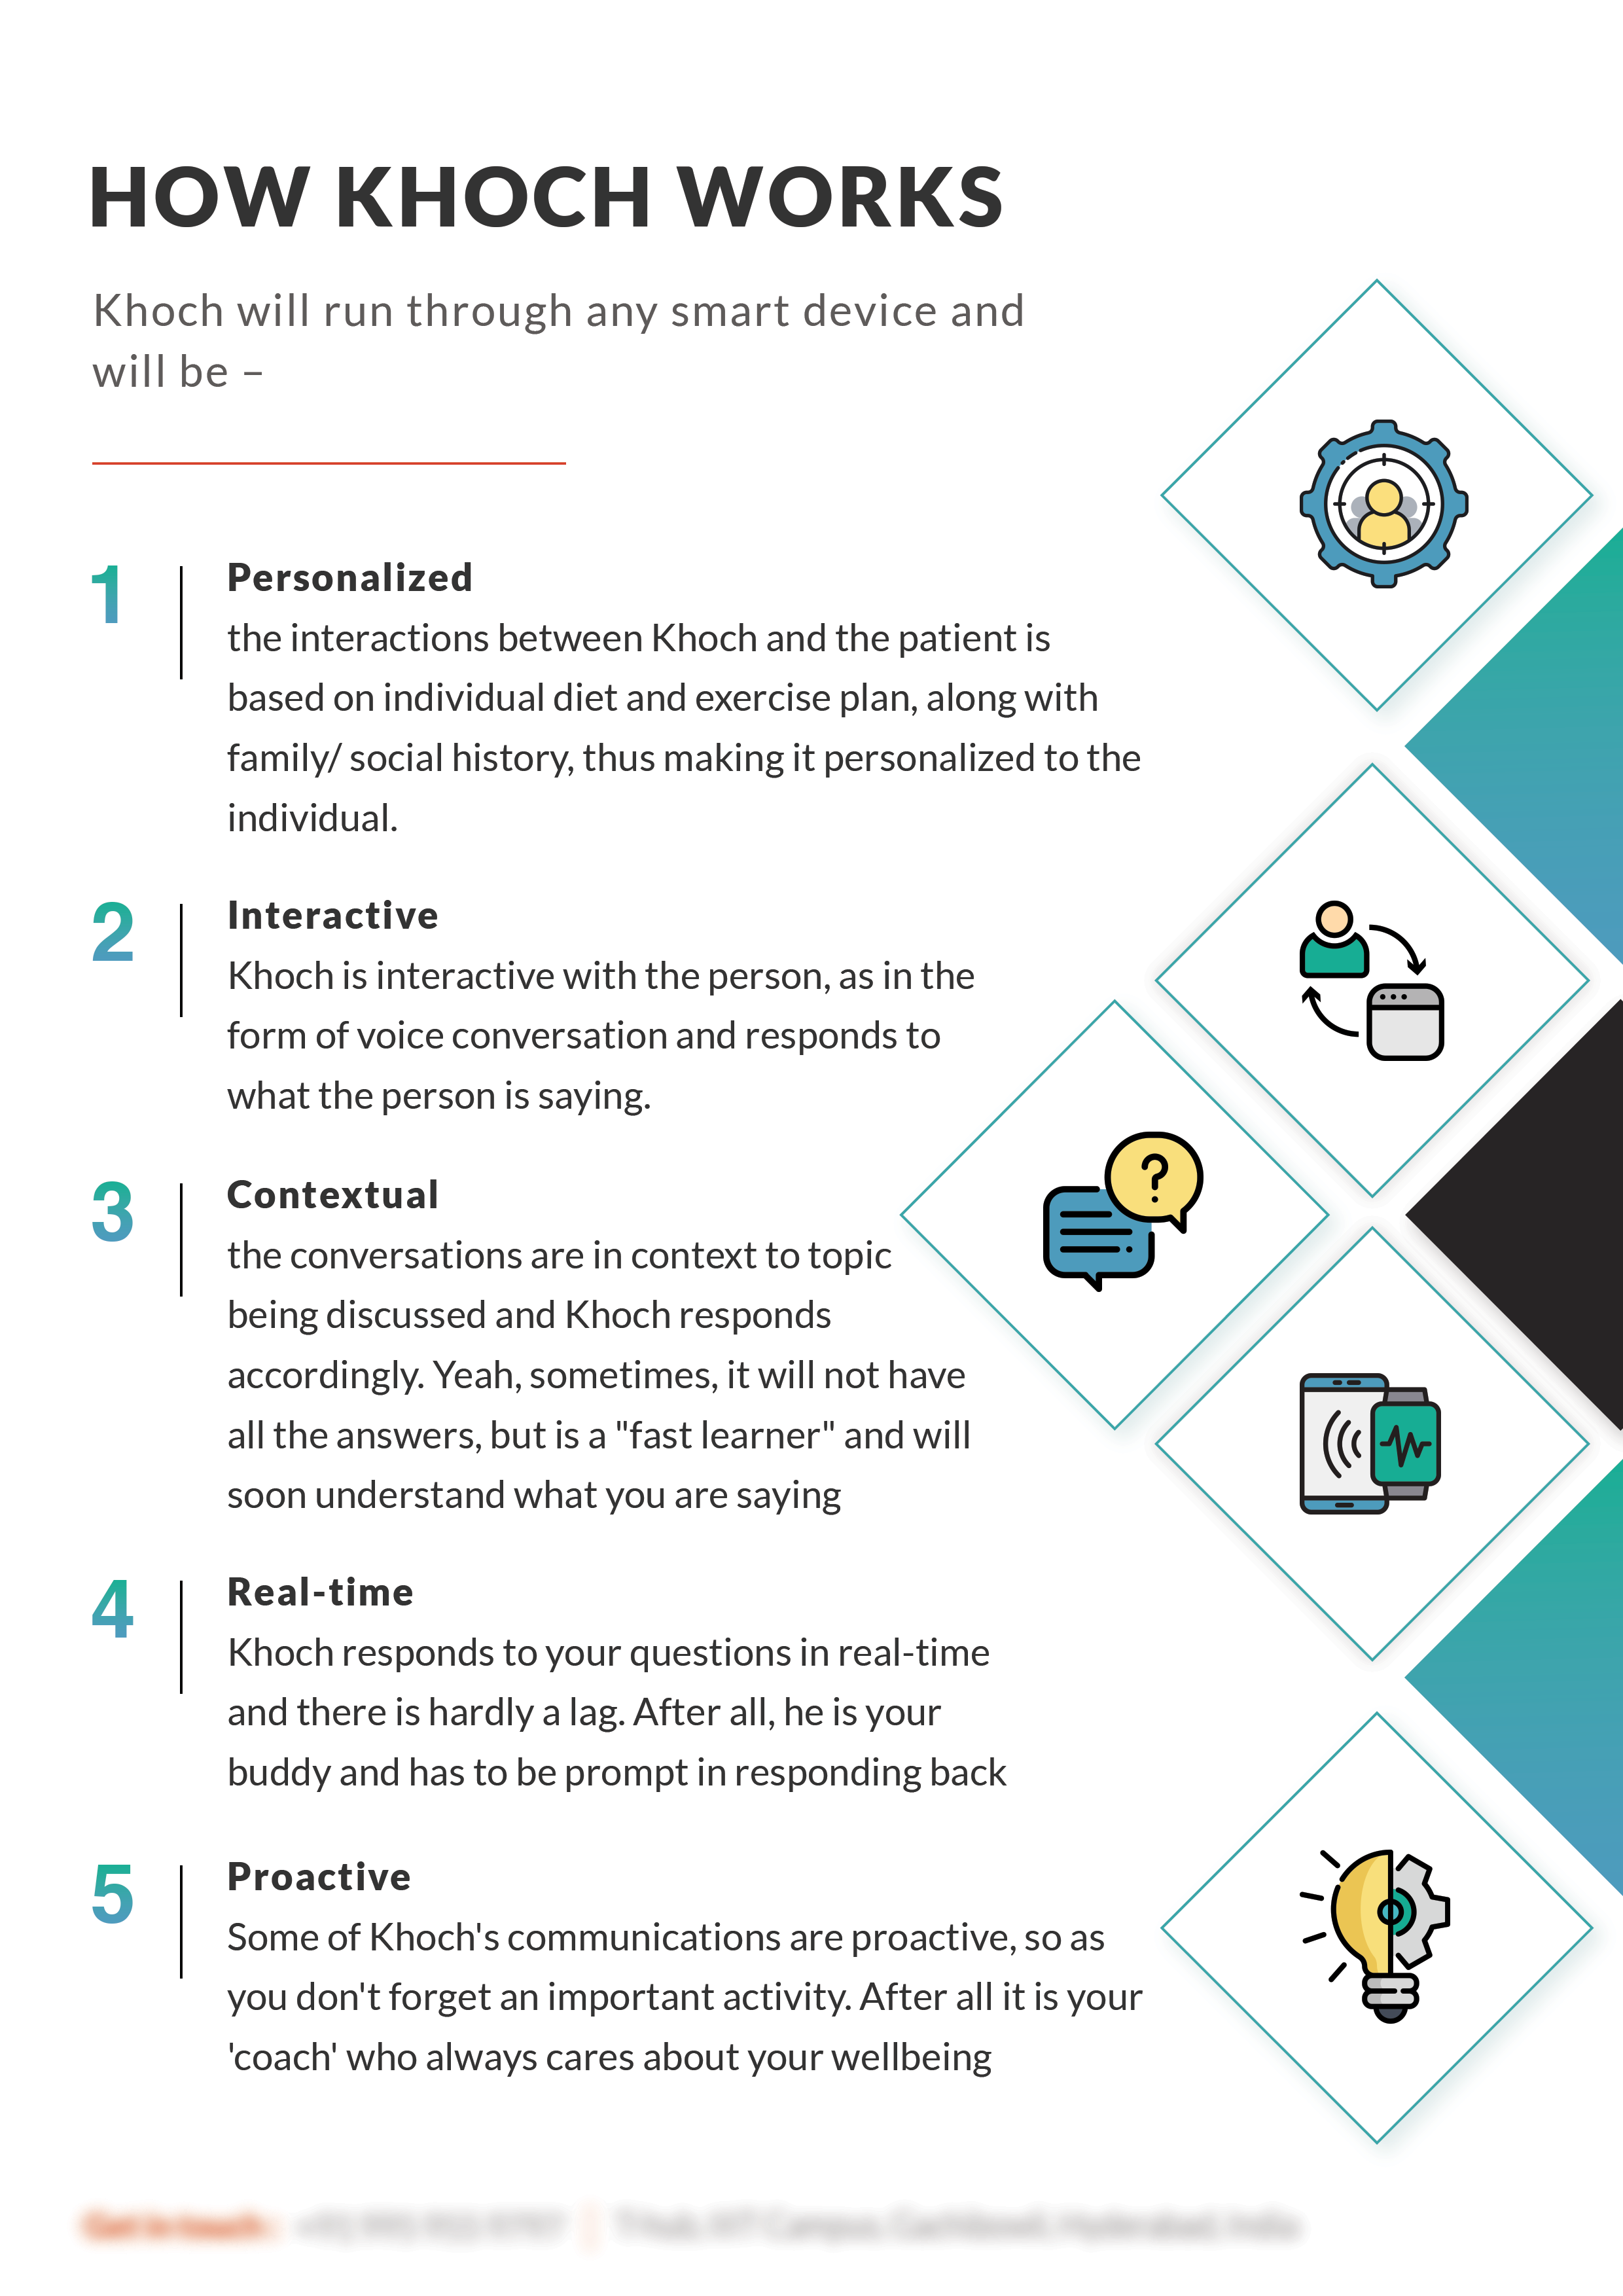 HOW KHOCH WORKS
Khoch will run through any smart device and
will be –
1
Personalized
the interactions between Khoch and the patient is
based on individual diet and exercise plan, along with
family/ social history, thus making it personalized to the
individual.
2
Interactive
Khoch is interactive with the person, as in the
form of voice conversation and responds to
what the person is saying.
3
Contextual
the conversations are in context to topic
being discussed and Khoch responds
accordingly. Yeah, sometimes, it will not have
all the answers, but is a "fast learner" and will
soon understand what you are saying
?
4
Real-time
Khoch responds to your questions in real-time
and there is hardly a lag. After all, he is your
buddy and has to be prompt in responding back
5
Proactive
Some of Khoch's communications are proactive, so as
you don't forget an important activity. After all it is your
'coach' who always cares about your wellbeing
Get in touch :